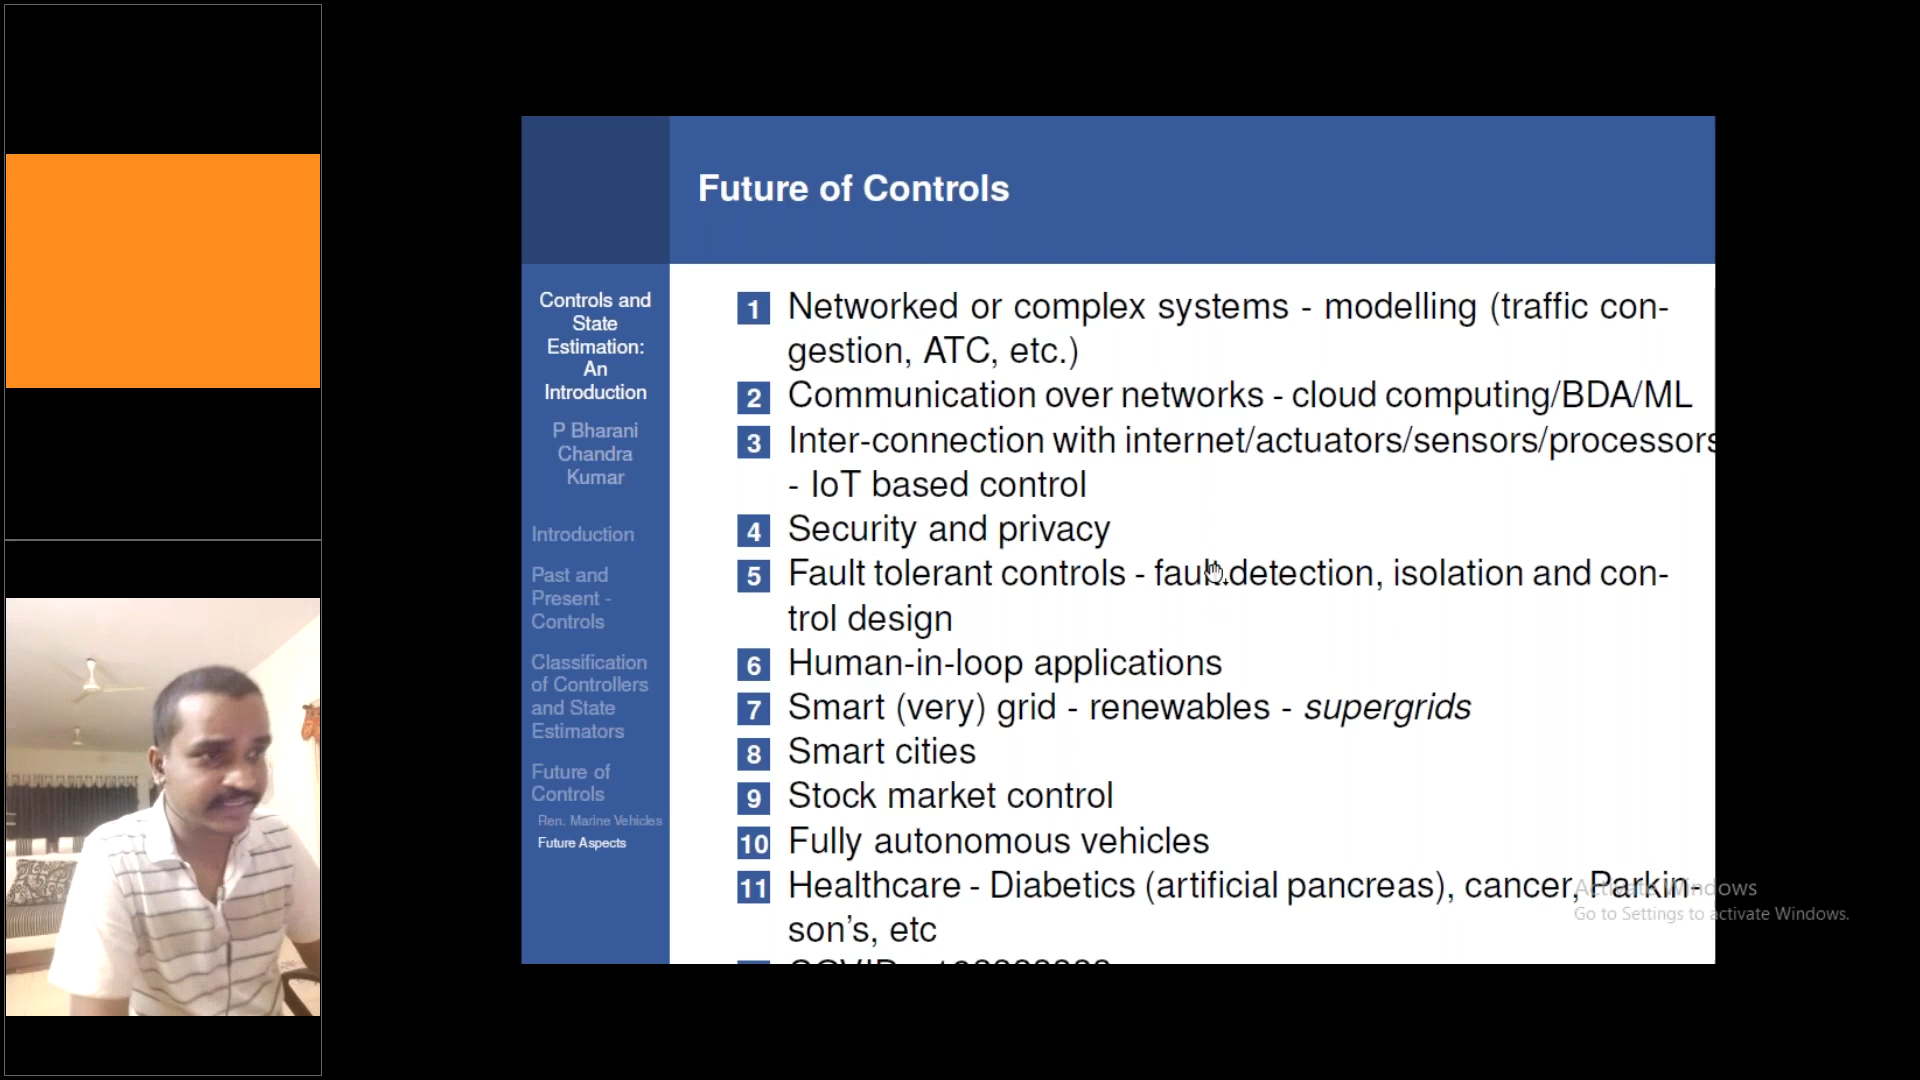 Future of Controls
Controls and
State
Estimation:
An
Introduction
P Bharani
Chandra
Kumar
Introduction
Past and
Present -
Controls
Classification
of Controllers
and State
Estimators
Future of
Controls
Ren. Marine Vehicles
Future Aspects
1 Networked or complex systems - modelling (traffic con-
gestion, ATC, etc.)
2 Communication over networks - cloud computing/BDA/ML
3 Inter-connection with internet/actuators/sensors/processors
- IoT based control
4 Security and privacy
5 Fault tolerant controls - fault detection, isolation and con-
trol design
6 Human-in-loop applications
7 Smart (very) grid - renewables - supergrids
8 Smart cities
9 Stock market control
10 Fully autonomous vehicles
11 Healthcare - Diabetics (artificial pancreas), cancer, Parkin-
son's, etc
Activate Windows
Go to Settings to activate Windows.